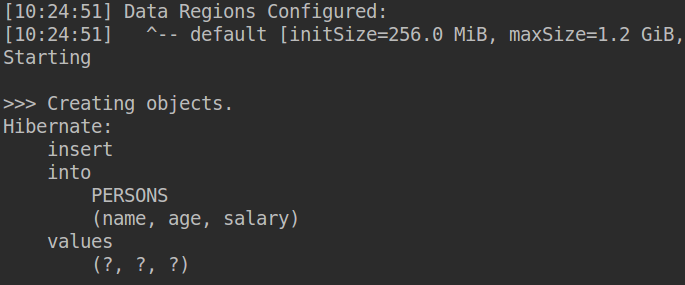 [10:24:51] Data Regions Configured:
[10:24:51]   ^-- default [initSize=256.0 MiB, maxSize=1.2 GiB,
Starting
>>> Creating objects.
Hibernate:
    insert
    into
        PERSONS
        (name, age, salary)
    values
        (?, ?, ?)